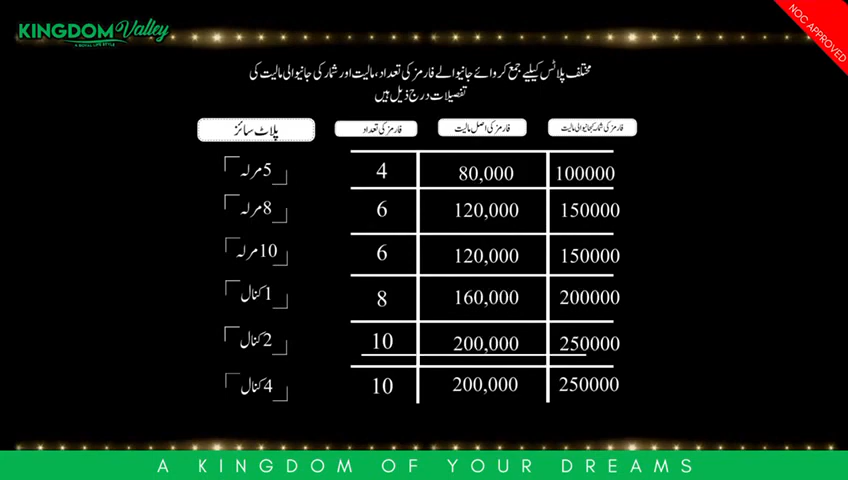 KINGDOM Valley
A ROYAL LIFE STYLE
NOC APPROVED
مختلف پلاٹس کیلیے جمع کروائے جانیوالے فارمز کی تعداد، مالیت اور شمار کی جانیوالی مالیت کی
تفصیلات درج ذیل ہیں
پلاٹ سائز فارمز کی تعداد فارمز کی اصل مالیت فارمز کی شمار کیجانیوالی مالیت
5 مرلہ 4 80,000 100000
8 مرلہ 6 120,000 150000
10 مرلہ 6 120,000 150000
1 کنال 8 160,000 200000
2 کنال 10 200,000 250000
4 کنال 10 200,000 250000
A KINGDOM OF YOUR DREAMS